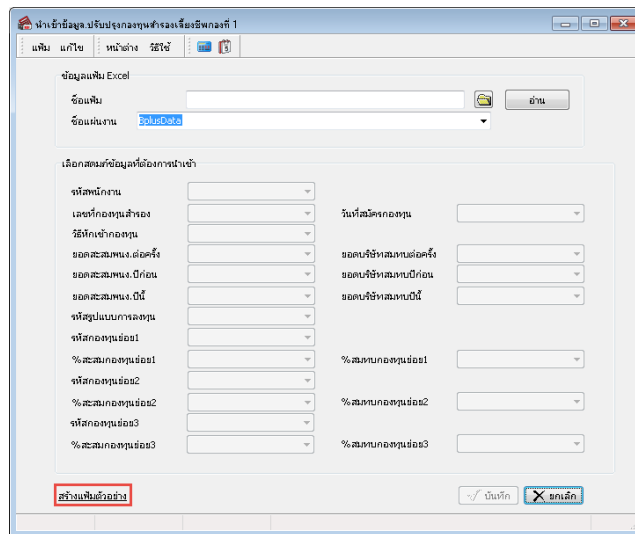 นำเข้าข้อมูล.ปรับปรุงกองทุนสำรองเลี้ยงชีพกองที่ 1
แฟ้ม แก้ไข หน้าต่าง วิธีใช้
ข้อมูลแฟ้ม Excel
ชื่อแฟ้ม อ่าน
ชื่อแผ่นงาน BplusData
เลือกสดมภ์ข้อมูลที่ต้องการนำเข้า
รหัสพนักงาน
เลขที่กองทุนสำรอง วันที่สมัครกองทุน
วิธีหักเข้ากองทุน
ยอดสะสมพนง.ต่อครั้ง ยอดบริษัทสมทบต่อครั้ง
ยอดสะสมพนง.ปีก่อน ยอดบริษัทสมทบปีก่อน
ยอดสะสมพนง.ปีนี้ ยอดบริษัทสมทบปีนี้
รหัสรูปแบบการลงทุน
รหัสกองทุนย่อย1
%สะสมกองทุนย่อย1 %สมทบกองทุนย่อย1
รหัสกองทุนย่อย2
%สะสมกองทุนย่อย2 %สมทบกองทุนย่อย2
รหัสกองทุนย่อย3
%สะสมกองทุนย่อย3 %สมทบกองทุนย่อย3
สร้างแฟ้มตัวอย่าง บันทึก ยกเลิก